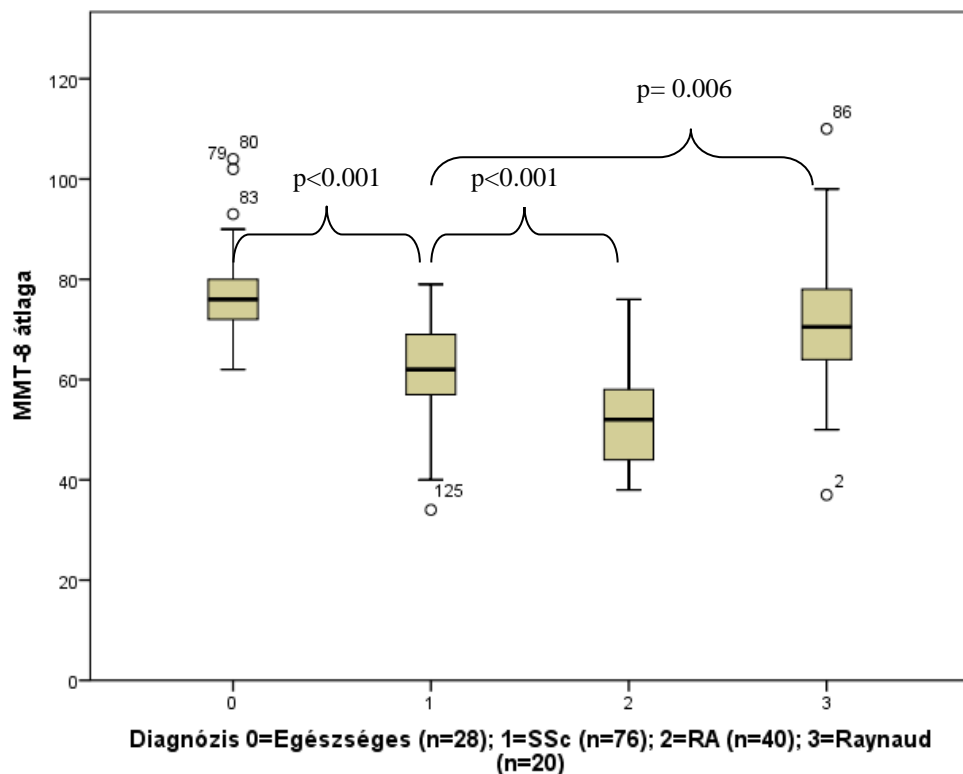 120
p= 0.006
86
79 80
100
p<0.001 p<0.001
83
80
MMT-8 átlaga
60
40
125
2
20
0
0 1 2 3
Diagnózis 0=Egészséges (n=28); 1=SSc (n=76); 2=RA (n=40); 3=Raynaud
(n=20)